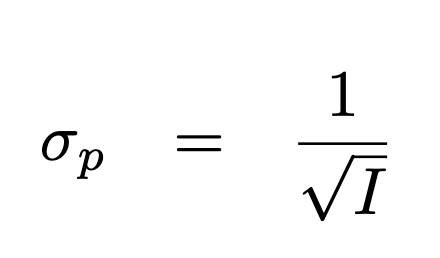 σ_p = 1/√I